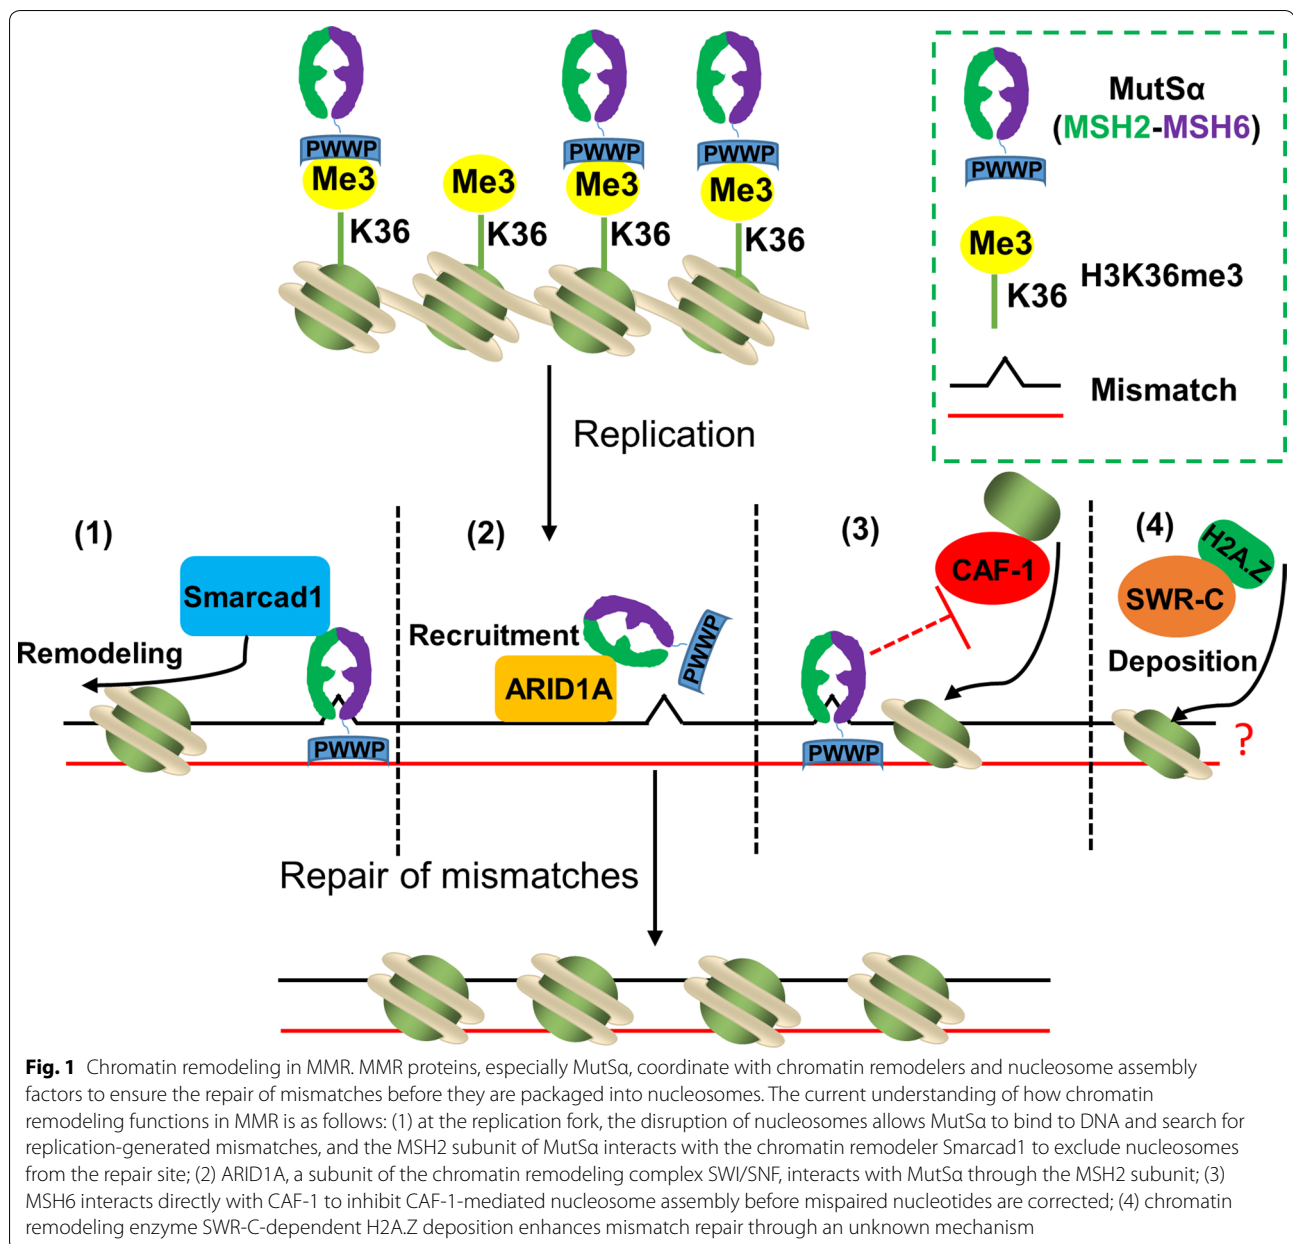 PWWP
Me3
K36
Me3
K36
PWWP
Me3
K36
PWWP
Me3
K36
MutSα
(MSH2-MSH6)
PWWP
Me3
K36
H3K36me3
Mismatch
Replication
(1)
Smarcad1
Remodeling
PWWP
(2)
Recruitment
PWWP
ARID1A
(3)
CAF-1
PWWP
(4)
H2A.Z
SWR-C
Deposition
?
Repair of mismatches
Fig. 1 Chromatin remodeling in MMR. MMR proteins, especially MutSα, coordinate with chromatin remodelers and nucleosome assembly
factors to ensure the repair of mismatches before they are packaged into nucleosomes. The current understanding of how chromatin
remodeling functions in MMR is as follows: (1) at the replication fork, the disruption of nucleosomes allows MutSα to bind to DNA and search for
replication-generated mismatches, and the MSH2 subunit of MutSα interacts with the chromatin remodeler Smarcad1 to exclude nucleosomes
from the repair site; (2) ARID1A, a subunit of the chromatin remodeling complex SWI/SNF, interacts with MutSα through the MSH2 subunit; (3)
MSH6 interacts directly with CAF-1 to inhibit CAF-1-mediated nucleosome assembly before mispaired nucleotides are corrected; (4) chromatin
remodeling enzyme SWR-C-dependent H2A.Z deposition enhances mismatch repair through an unknown mechanism